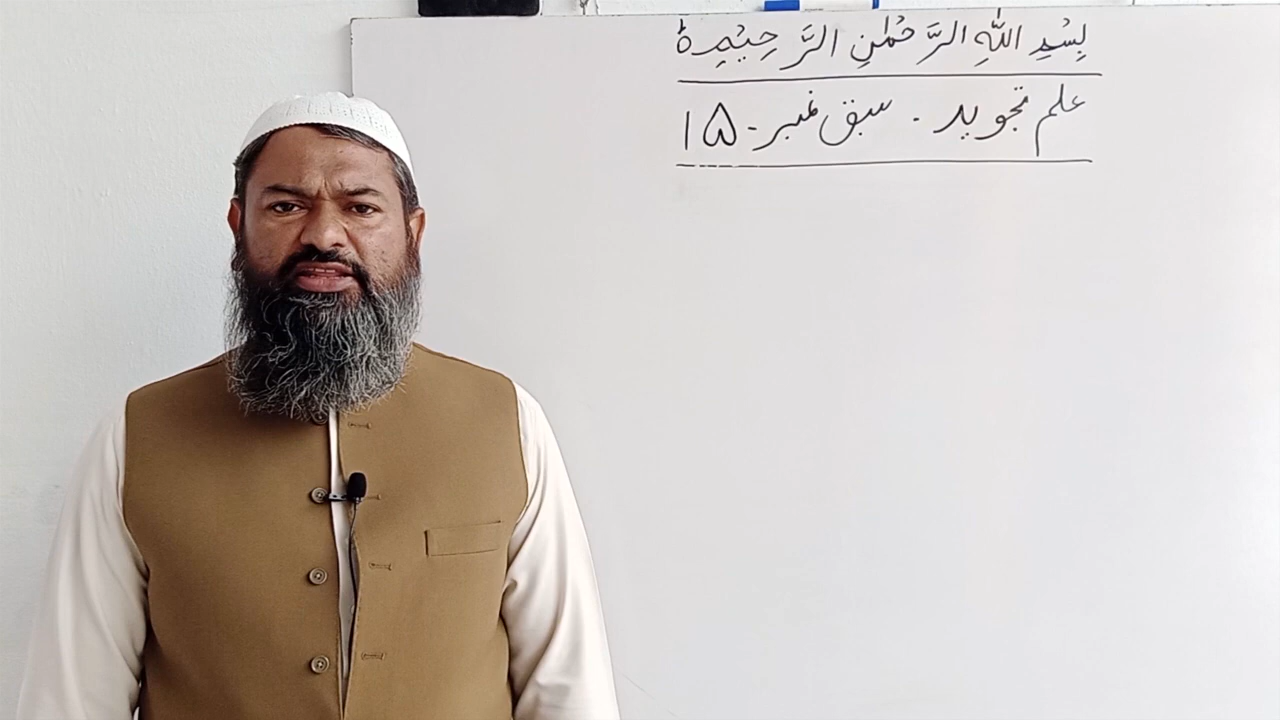 بِسْمِ اللّٰهِ الرَّحْمٰنِ الرَّحِيْمِ ۃ
علم تجوید۔ سبق نمبر۔ ۱۵